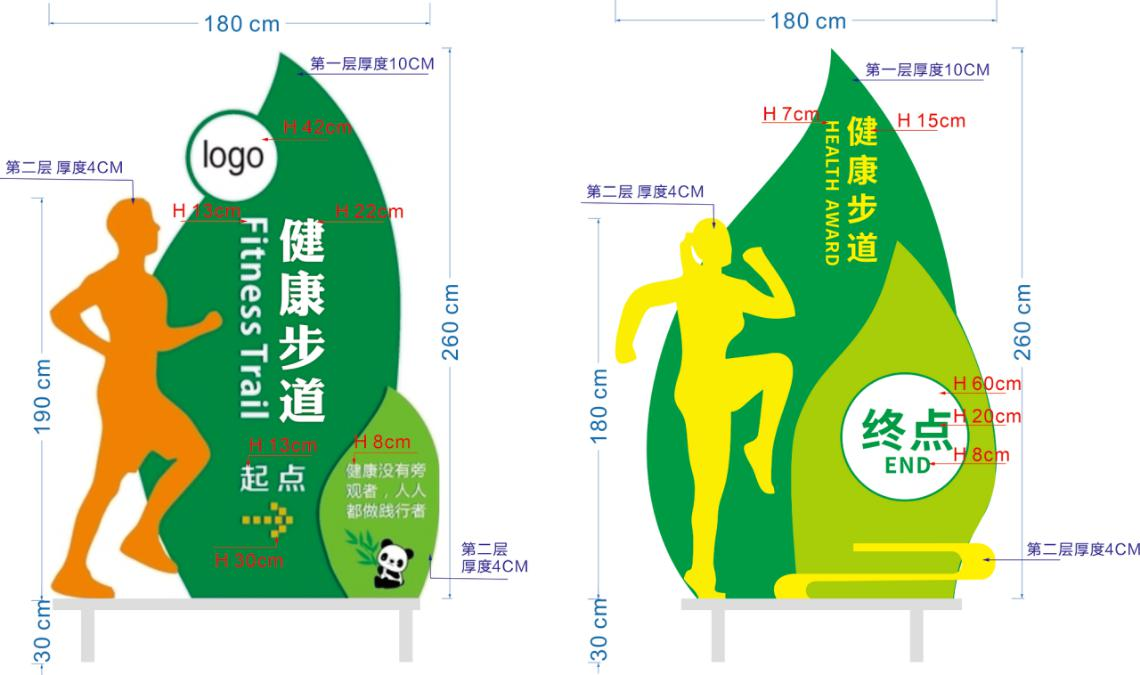 180 cm
第一层厚度10CM
H 42cm
logo
第二层 厚度4CM
H 13cm
H 22cm
Fitness Trail
健康步道
260 cm
190 cm
H 13cm
起点
H 8cm
健康没有旁
观者，人人
都做践行者
H 30cm
第二层
厚度4CM
30 cm
180 cm
第一层厚度10CM
H 7cm
H 15cm
HEALTH AWARD
健康步道
第二层 厚度4CM
260 cm
180 cm
H 60cm
终点
H 20cm
END
H 8cm
第二层厚度4CM
30 cm